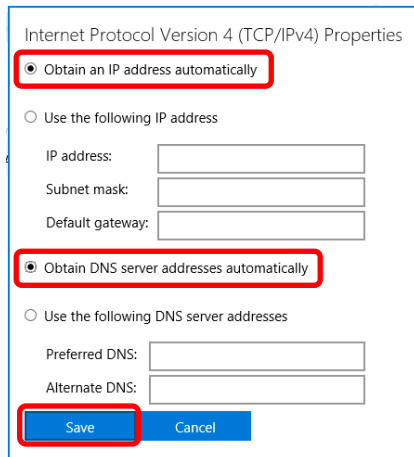 Internet Protocol Version 4 (TCP/IPv4) Properties
Obtain an IP address automatically
Use the following IP address
IP address:
Subnet mask:
Default gateway:
Obtain DNS server addresses automatically
Use the following DNS server addresses
Preferred DNS:
Alternate DNS:
Save Cancel